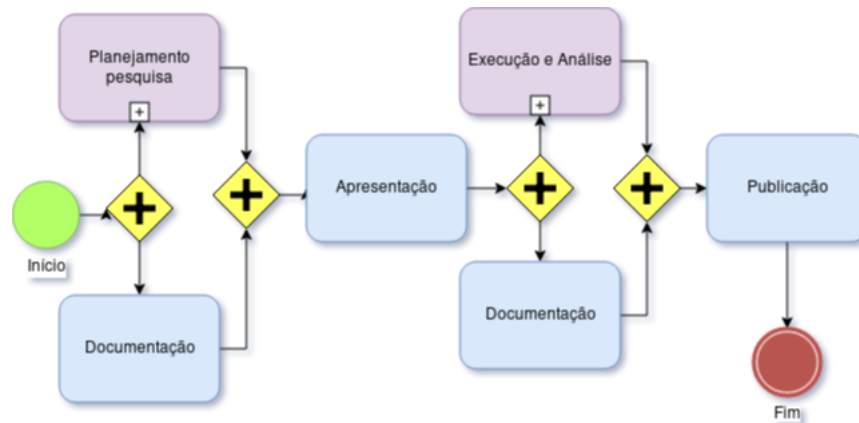 Planejamento
pesquisa
Início
Documentação
Apresentação
Execução e Análise
Documentação
Publicação
Fim